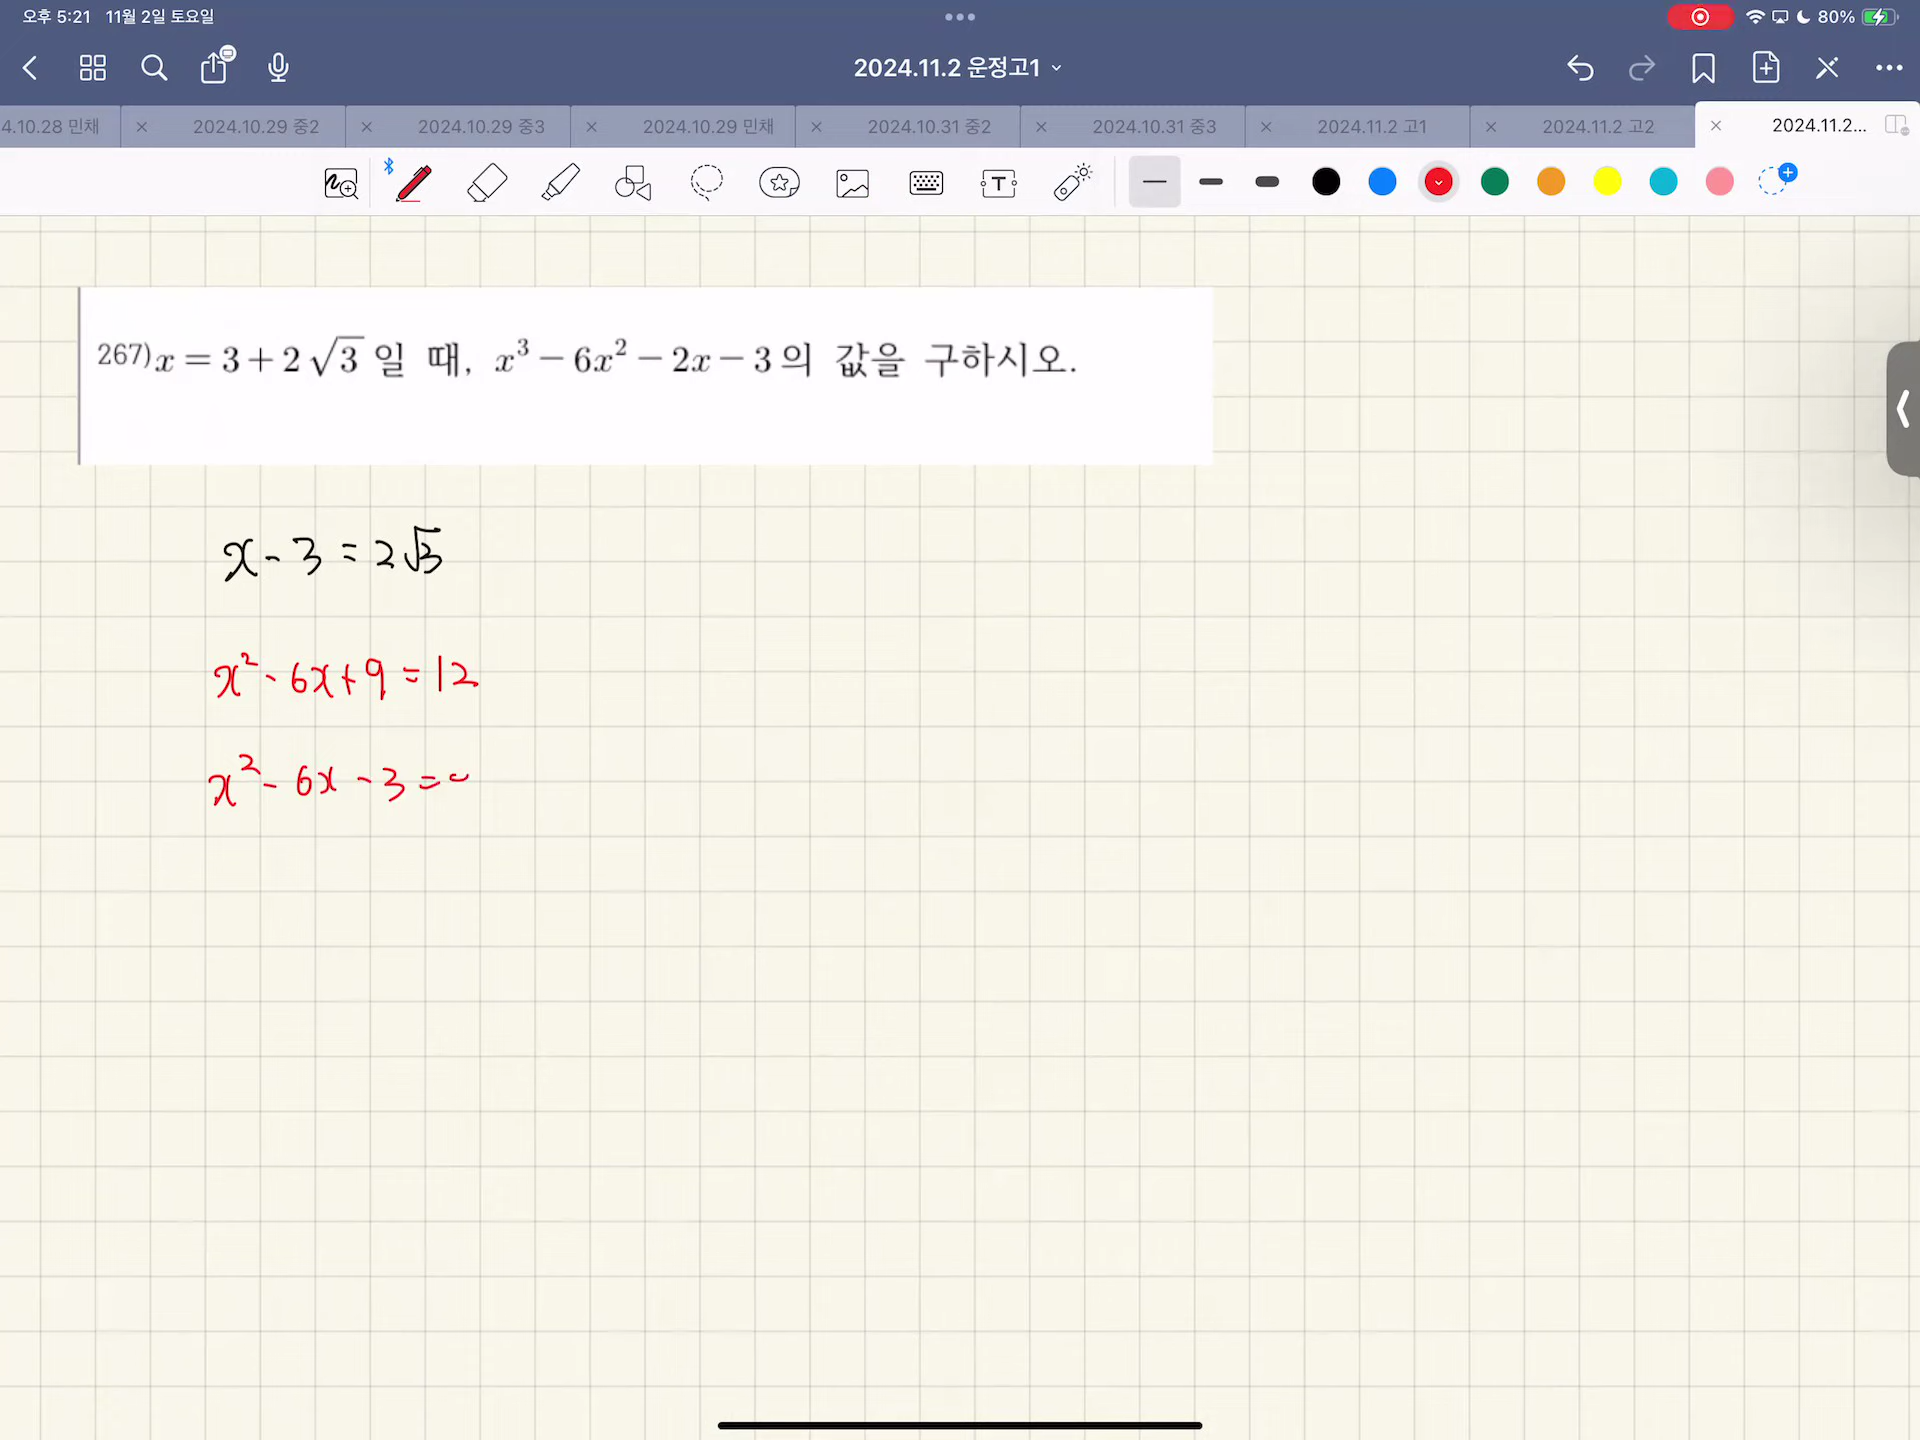 오후 5:21 11월 2일 토요일
80%
2024.11.2 운정고1
4.10.28 민채
2024.10.29 중2
2024.10.29 중3
2024.10.29 민채
2024.10.31 중2
2024.10.31 중3
2024.11.2 고1
2024.11.2 고2
2024.11.2...
T
267) x = 3 + 2√3 일 때, x³ − 6x² − 2x − 3의 값을 구하시오.
x - 3 = 2√3
x² - 6x + 9 = 12
x² - 6x - 3 = 0